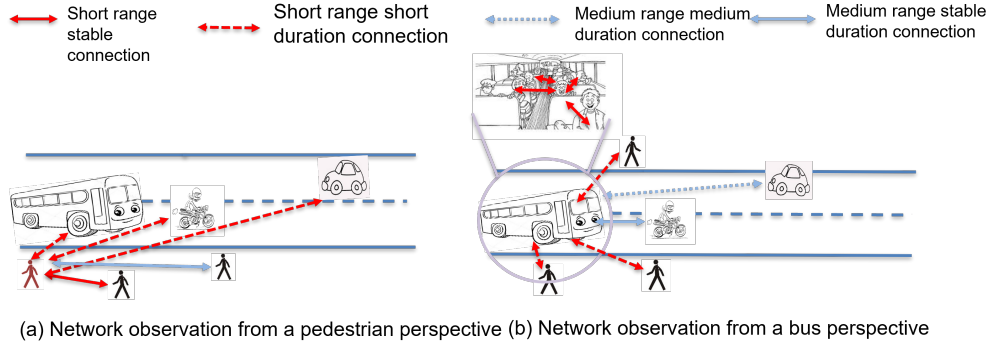 Short range
stable
connection
Short range short
duration connection
Medium range medium
duration connection
Medium range stable
duration connection
(a) Network observation from a pedestrian perspective
(b) Network observation from a bus perspective